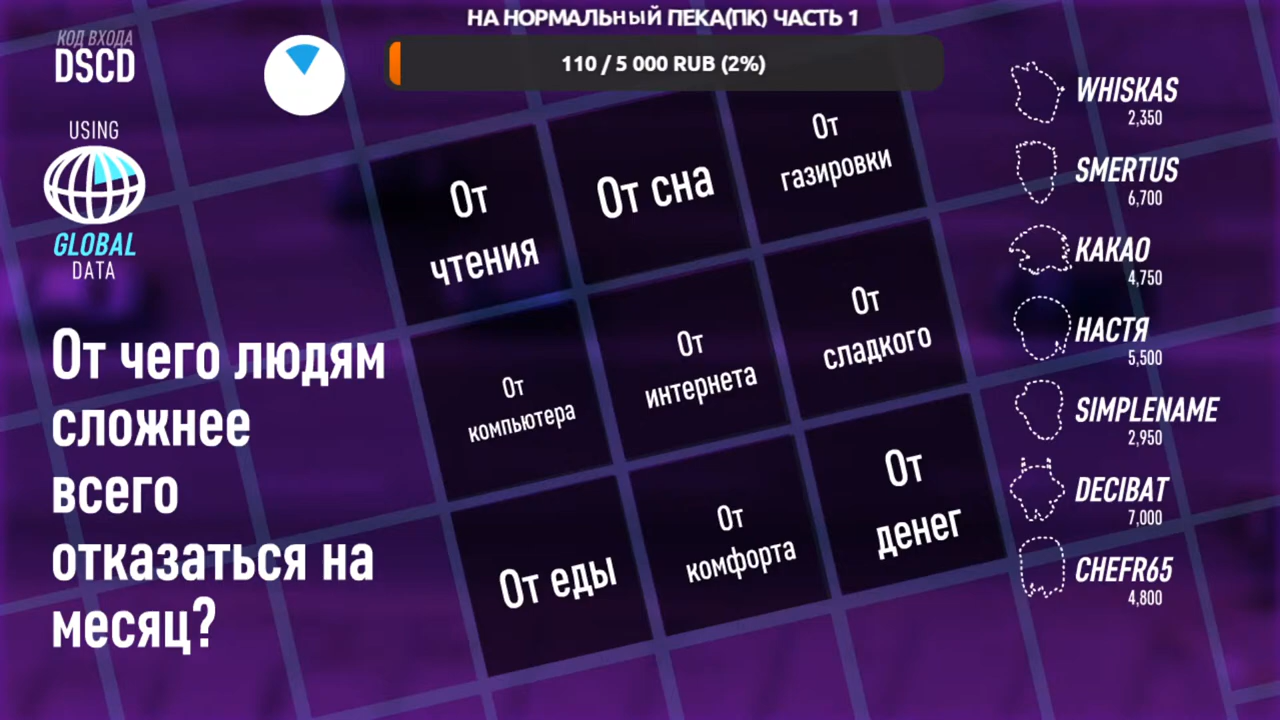 НА НОРМАЛЬНЫЙ ПЕКА(ПК) ЧАСТЬ 1
110 / 5 000 RUB (2%)
КОД ВХОДА
DSCD
USING
GLOBAL
DATA
От чего людям
сложнее
всего
отказаться на
месяц?
От
чтения
От сна
От
газировки
От
компьютера
От
интернета
От
сладкого
От еды
От
комфорта
От
денег
WHISKAS
2,350
SMERTUS
6,700
КАКАО
4,750
НАСТЯ
5,500
SIMPLENAME
2,950
DECIBAT
7,000
CHEFR65
4,800